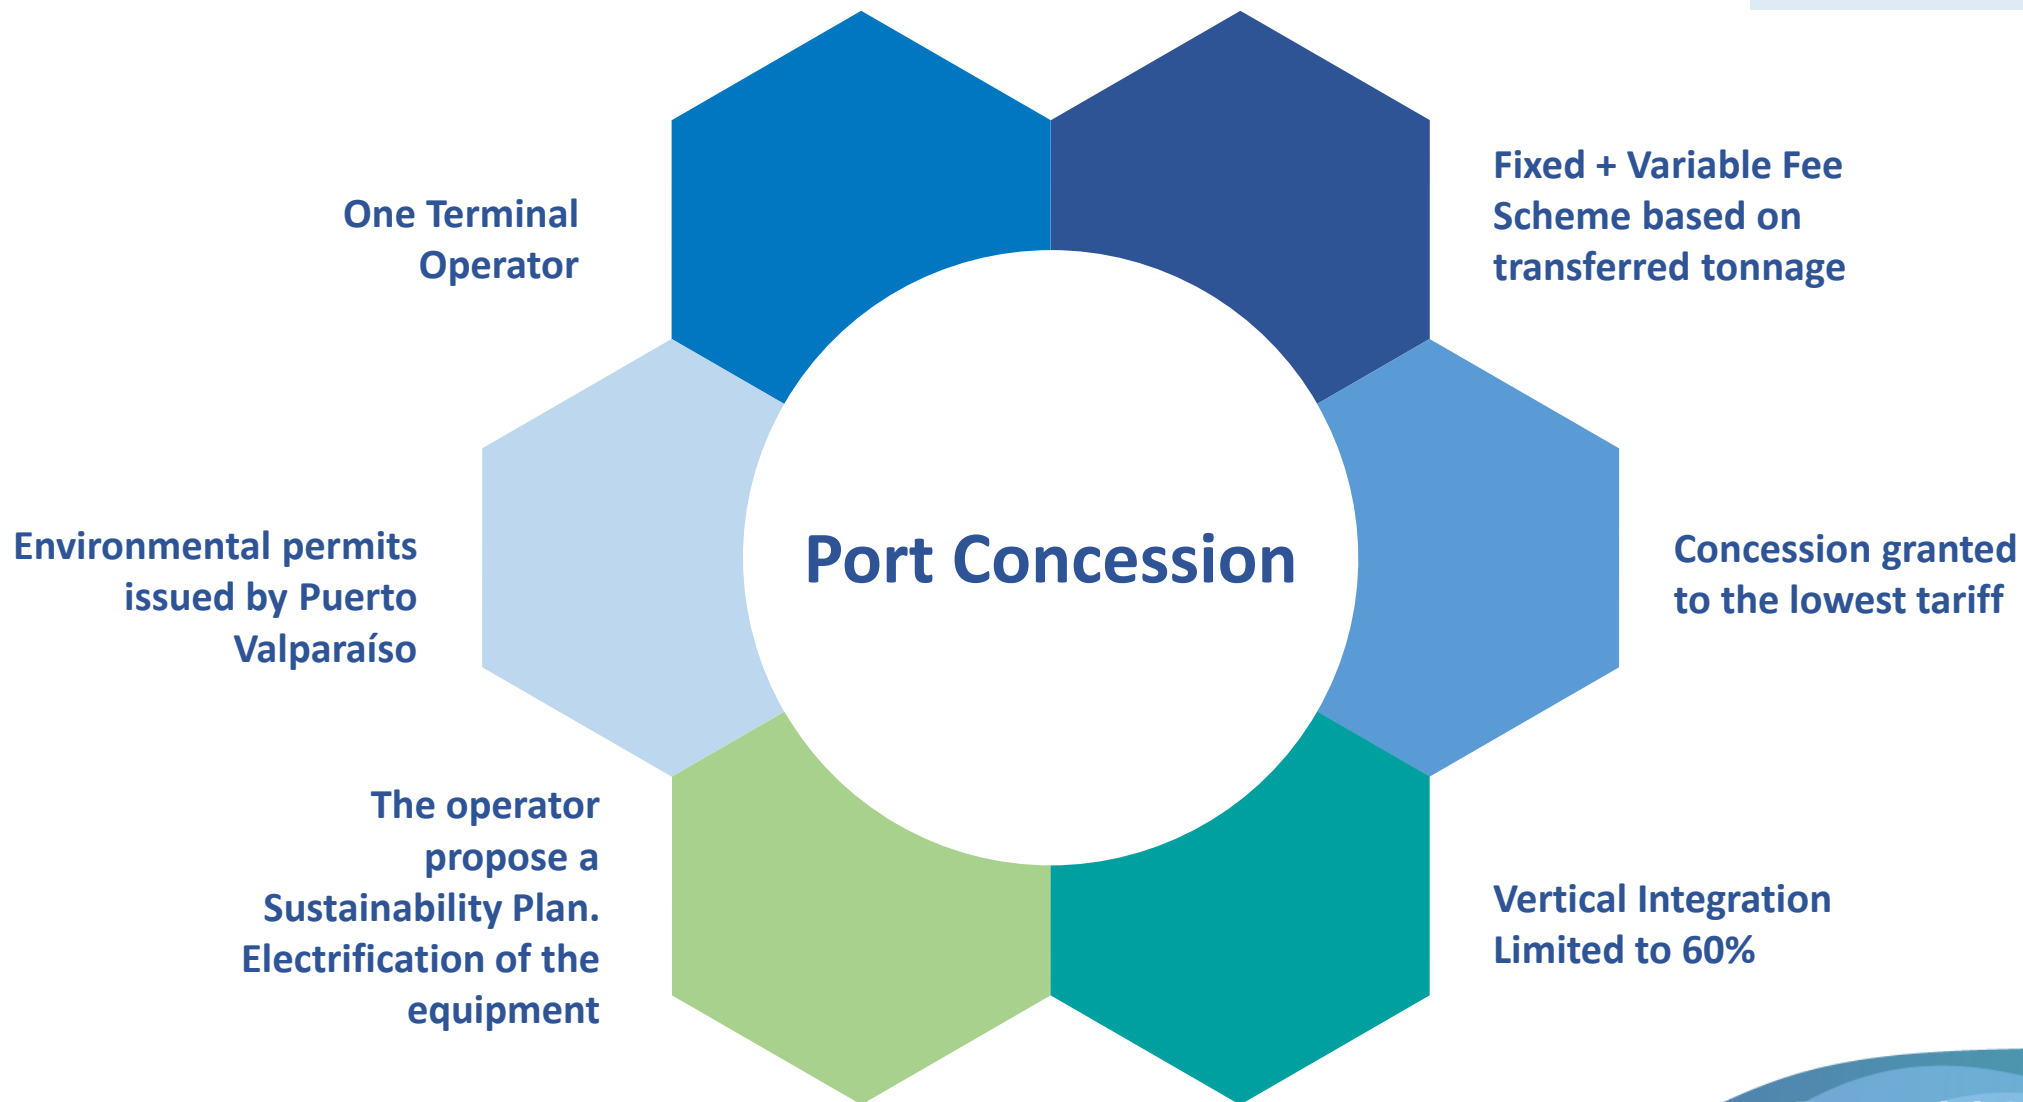 One Terminal
Operator
Fixed + Variable Fee
Scheme based on
transferred tonnage
Environmental permits
issued by Puerto
Valparaíso
Port Concession
Concession granted
to the lowest tariff
The operator
propose a
Sustainability Plan.
Electrification of the
equipment
Vertical Integration
Limited to 60%